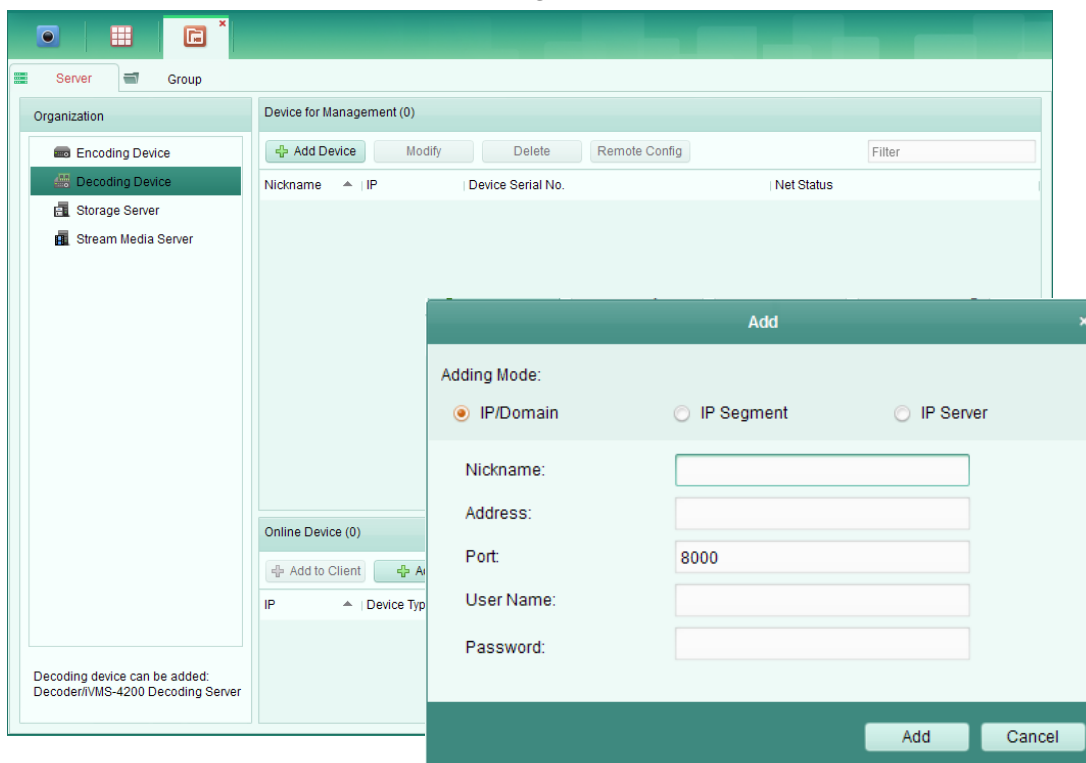 Server
Group
Organization
Encoding Device
Decoding Device
Storage Server
Stream Media Server
Decoding device can be added:
Decoder/iVMS-4200 Decoding Server
Device for Management (0)
Add Device Modify Delete Remote Config Filter
Nickname IP Device Serial No. Net Status
Online Device (0)
Add to Client
IP Device Typ
Add
Adding Mode:
IP/Domain IP Segment IP Server
Nickname:
Address:
Port: 8000
User Name:
Password:
Add Cancel